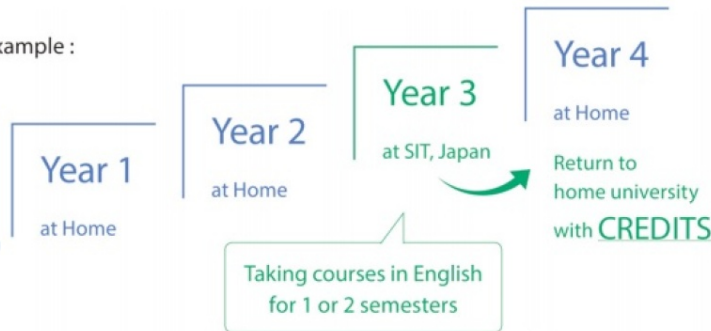 Year 1
at Home
Year 2
at Home
Year 3
at SIT, Japan
Taking courses in English
for 1 or 2 semesters
Year 4
at Home
Return to
home university
with CREDITS